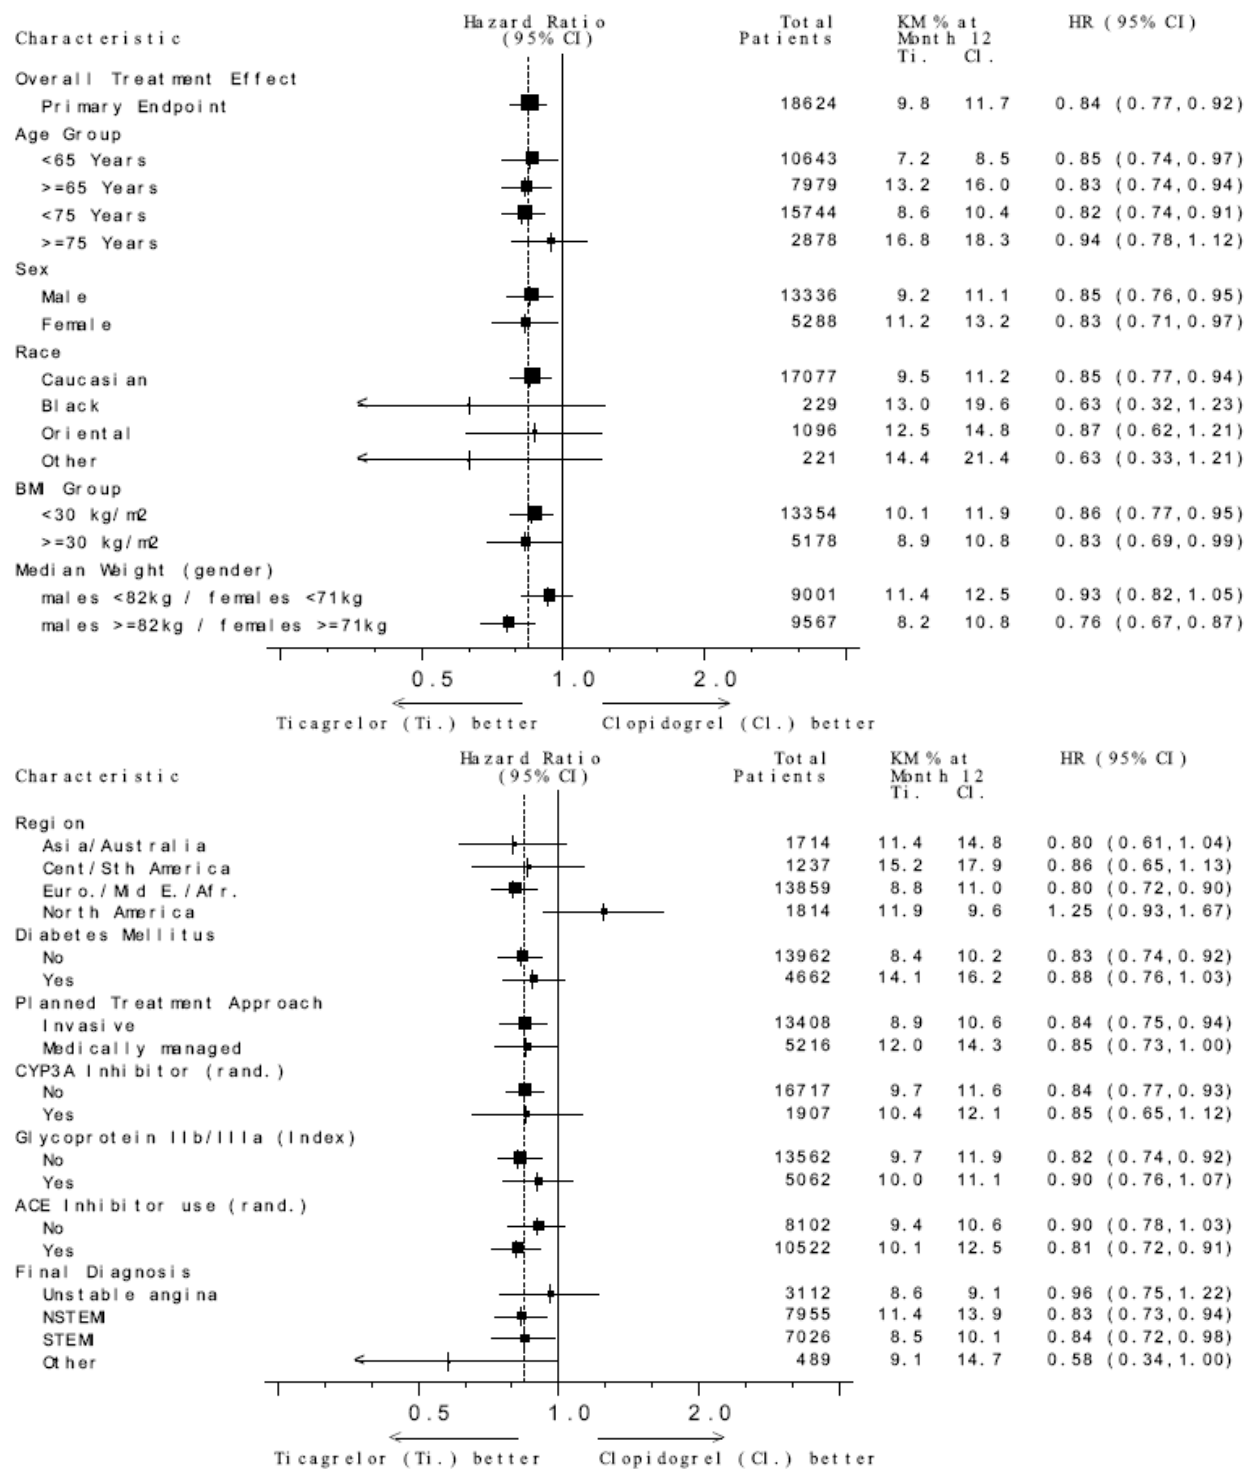 Characteristic Hazard Ratio (95% CI) Total Patients KM % at Month 12 Ti. Cl. HR (95% CI)
Overall Treatment Effect
Primary Endpoint 18624 9.8 11.7 0.84 (0.77, 0.92)
Age Group
<65 Years 10643 7.2 8.5 0.85 (0.74, 0.97)
>=65 Years 7979 13.2 16.0 0.83 (0.74, 0.94)
<75 Years 15744 8.6 10.4 0.82 (0.74, 0.91)
>=75 Years 2878 16.8 18.3 0.94 (0.78, 1.12)
Sex
Male 13336 9.2 11.1 0.85 (0.76, 0.95)
Female 5288 11.2 13.2 0.83 (0.71, 0.97)
Race
Caucasian 17077 9.5 11.2 0.85 (0.77, 0.94)
Black 229 13.0 19.6 0.63 (0.32, 1.23)
Oriental 1096 12.5 14.8 0.87 (0.62, 1.21)
Other 221 14.4 21.4 0.63 (0.33, 1.21)
BMI Group
<30 kg/m2 13354 10.1 11.9 0.86 (0.77, 0.95)
>=30 kg/m2 5178 8.9 10.8 0.83 (0.69, 0.99)
Median Weight (gender)
males <82kg / females <71kg 9001 11.4 12.5 0.93 (0.82, 1.05)
males >=82kg / females >=71kg 9567 8.2 10.8 0.76 (0.67, 0.87)
0.5 1.0 2.0
Ticagrelor (Ti.) better Clopidogrel (Cl.) better
Characteristic Hazard Ratio (95% CI) Total Patients KM % at Month 12 Ti. Cl. HR (95% CI)
Region
Asia/Australia 1714 11.4 14.8 0.80 (0.61, 1.04)
Cent/Sth America 1237 15.2 17.9 0.86 (0.65, 1.13)
Euro./Mid E./Afr. 13859 8.8 11.0 0.80 (0.72, 0.90)
North America 1814 11.9 9.6 1.25 (0.93, 1.67)
Diabetes Mellitus
No 13962 8.4 10.2 0.83 (0.74, 0.92)
Yes 4662 14.1 16.2 0.88 (0.76, 1.03)
Planned Treatment Approach
Invasive 13408 8.9 10.6 0.84 (0.75, 0.94)
Medically managed 5216 12.0 14.3 0.85 (0.73, 1.00)
CYP3A Inhibitor (rand.)
No 16717 9.7 11.6 0.84 (0.77, 0.93)
Yes 1907 10.4 12.1 0.85 (0.65, 1.12)
Glycoprotein IIb/IIIa (Index)
No 13562 9.7 11.9 0.82 (0.74, 0.92)
Yes 5062 10.0 11.1 0.90 (0.76, 1.07)
ACE Inhibitor use (rand.)
No 8102 9.4 10.6 0.90 (0.78, 1.03)
Yes 10522 10.1 12.5 0.81 (0.72, 0.91)
Final Diagnosis
Unstable angina 3112 8.6 9.1 0.96 (0.75, 1.22)
NSTEMI 7955 11.4 13.9 0.83 (0.73, 0.94)
STEMI 7026 8.5 10.1 0.84 (0.72, 0.98)
Other 489 9.1 14.7 0.58 (0.34, 1.00)
0.5 1.0 2.0
Ticagrelor (Ti.) better Clopidogrel (Cl.) better